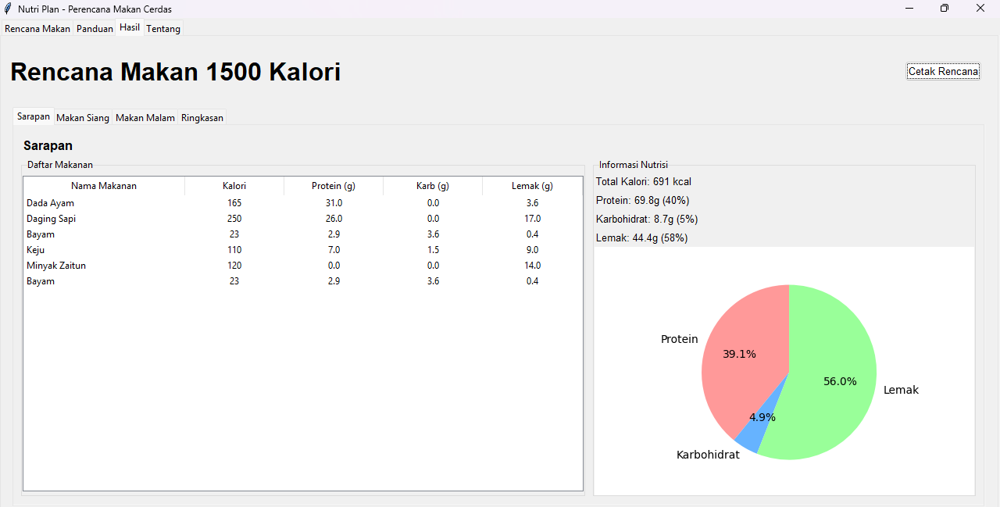 Nutri Plan - Perencana Makan Cerdas
Rencana Makan Panduan Hasil Tentang
Rencana Makan 1500 Kalori
Cetak Rencana
Sarapan Makan Siang Makan Malam Ringkasan
Sarapan
Daftar Makanan
Nama Makanan Kalori Protein (g) Karb (g) Lemak (g)
Dada Ayam 165 31.0 0.0 3.6
Daging Sapi 250 26.0 0.0 17.0
Bayam 23 2.9 3.6 0.4
Keju 110 7.0 1.5 9.0
Minyak Zaitun 120 0.0 0.0 14.0
Bayam 23 2.9 3.6 0.4
Informasi Nutrisi
Total Kalori: 691 kcal
Protein: 69.8g (40%)
Karbohidrat: 8.7g (5%)
Lemak: 44.4g (58%)
Protein
39.1%
56.0%
Lemak
4.9%
Karbohidrat